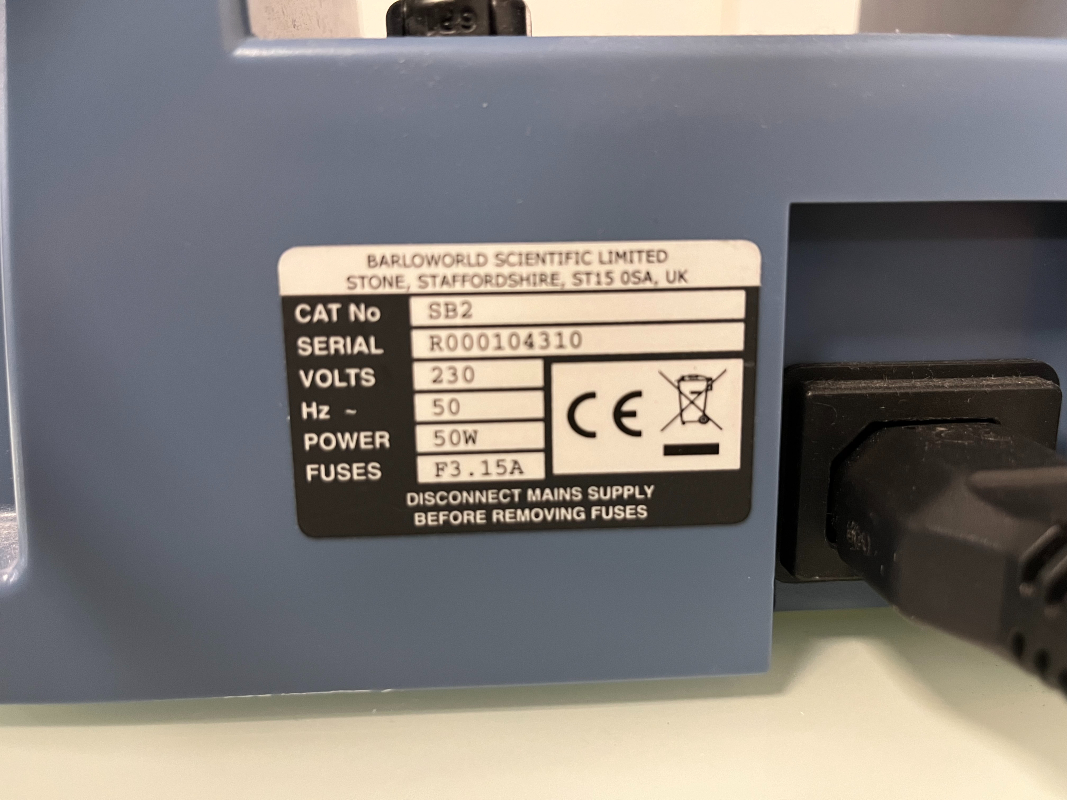 BARLOWORLD SCIENTIFIC LIMITED
STONE, STAFFORDSHIRE, ST15 0SA, UK
CAT No SB2
SERIAL R000104310
VOLTS 230
Hz ~ 50
POWER 50W
FUSES F3.15A
CE
DISCONNECT MAINS SUPPLY
BEFORE REMOVING FUSES